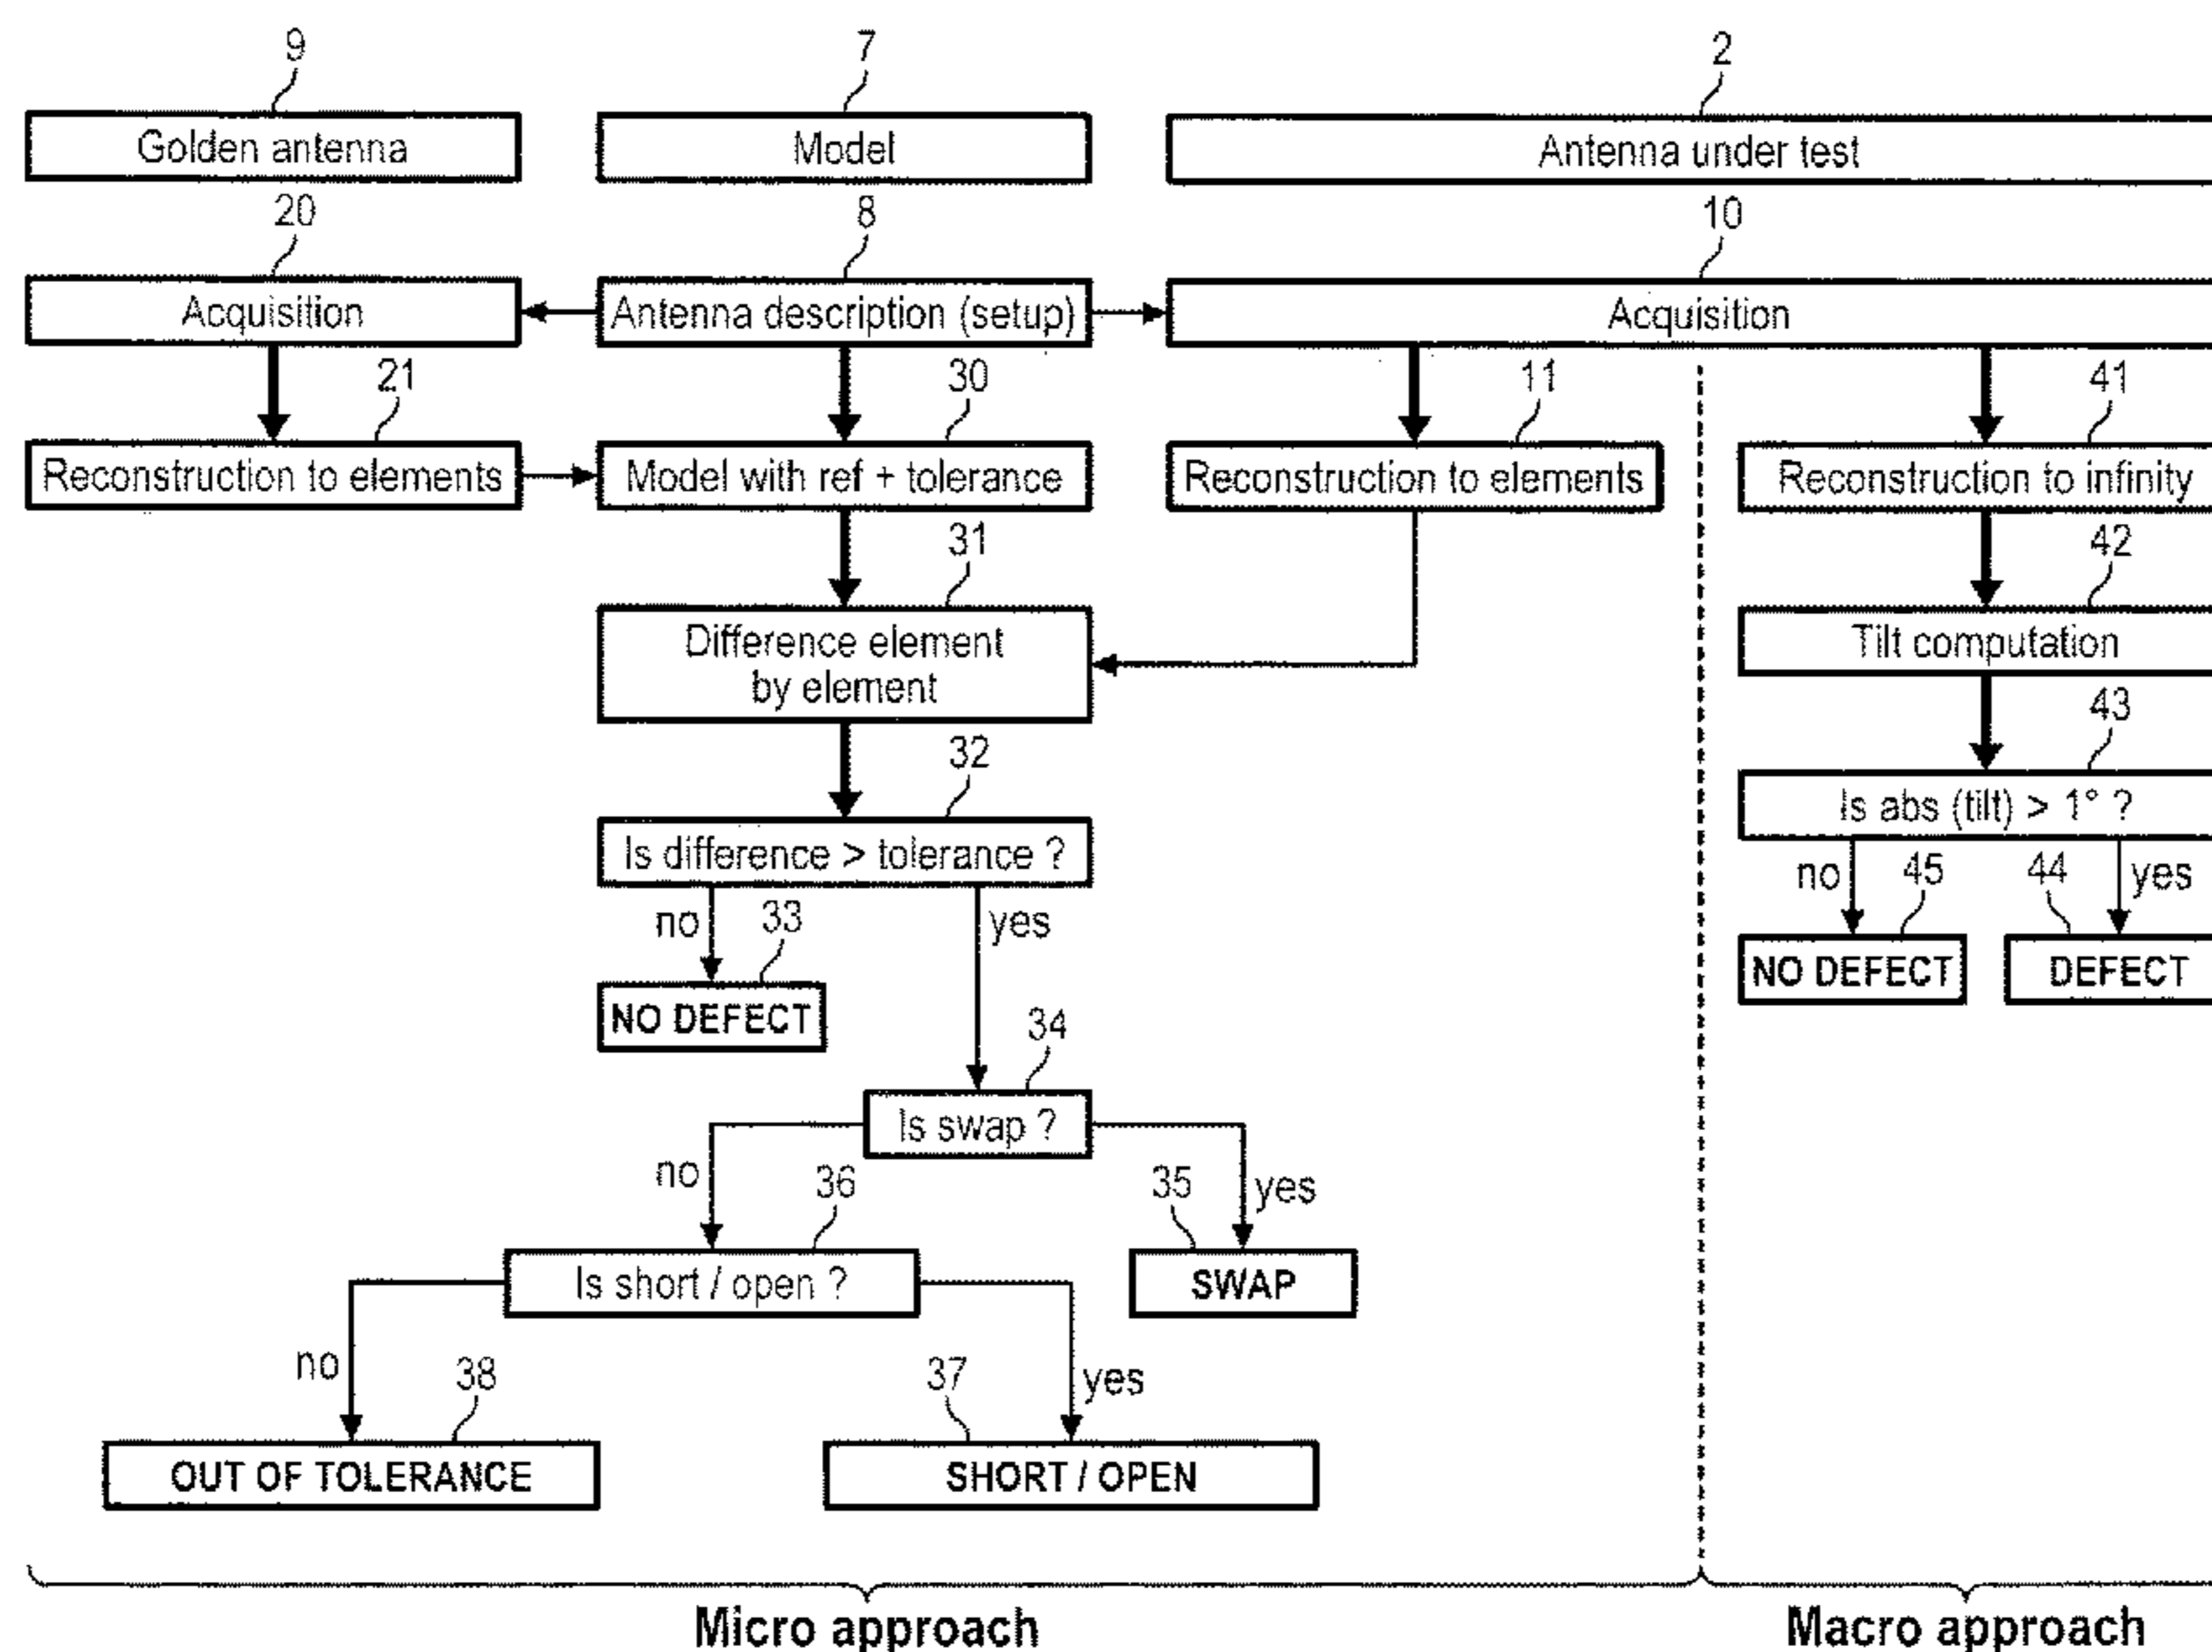 9
7
2
Golden antenna
Model
Antenna under test
20
8
10
Acquisition
Antenna description (setup)
Acquisition
21
30
11
41
Reconstruction to elements
Model with ref + tolerance
Reconstruction to elements
Reconstruction to infinity
31
42
Difference element
by element
Tilt computation
43
32
Is abs (tilt) > 1° ?
Is difference > tolerance ?
no
45
44
yes
no
33
yes
NO DEFECT
DEFECT
NO DEFECT
34
Is swap ?
no
36
35
yes
Is short / open ?
SWAP
no
38
37
yes
OUT OF TOLERANCE
SHORT / OPEN
Micro approach
Macro approach